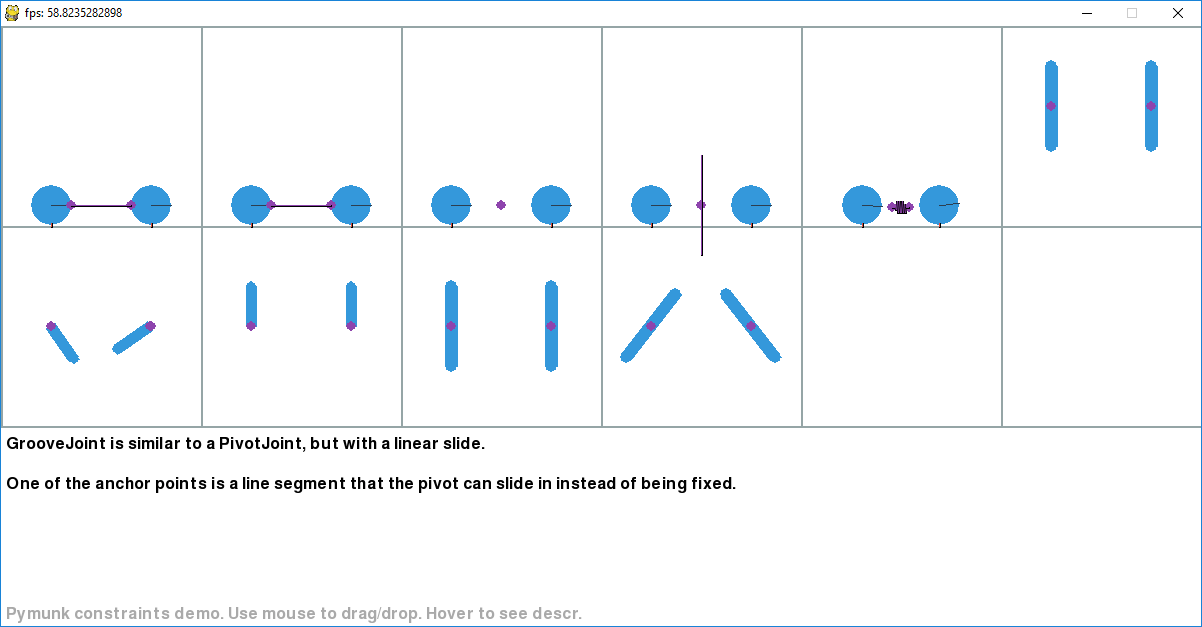 fps: 58.8235282898
GrooveJoint is similar to a PivotJoint, but with a linear slide.
One of the anchor points is a line segment that the pivot can slide in instead of being fixed.
Pymunk constraints demo. Use mouse to drag/drop. Hover to see descr.